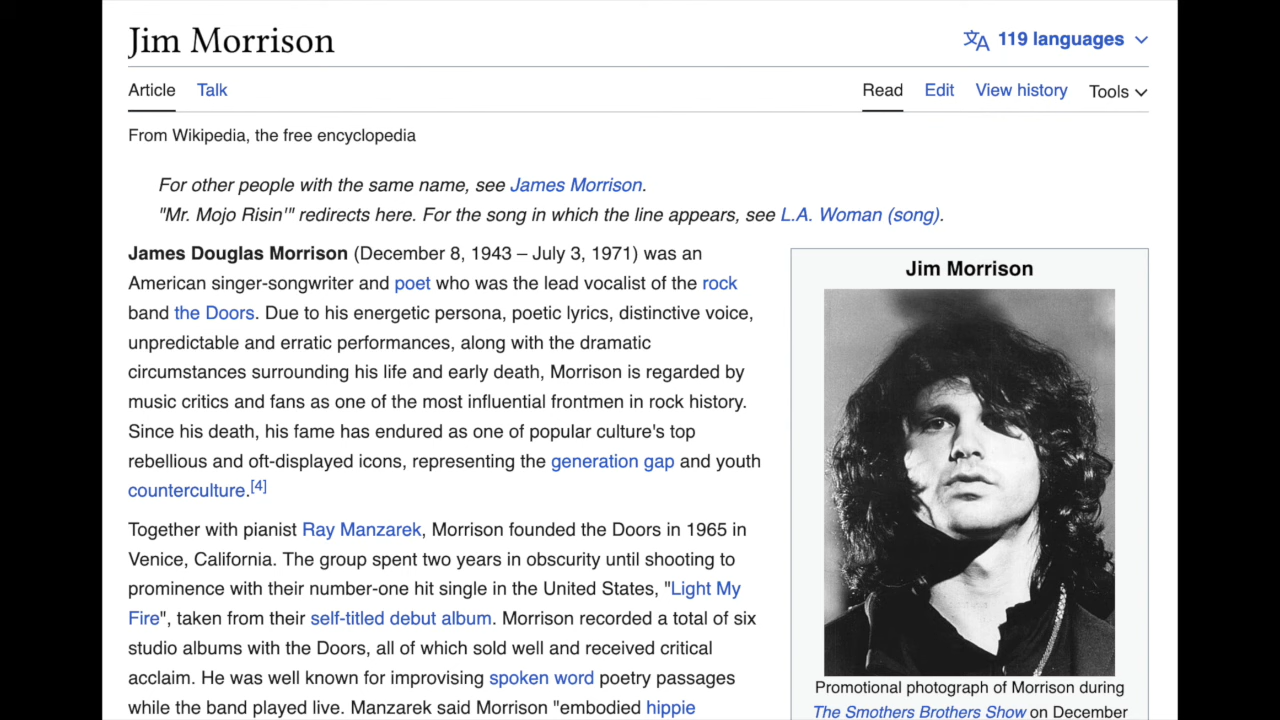 Jim Morrison
119 languages
Article Talk
Read Edit View history Tools
From Wikipedia, the free encyclopedia
For other people with the same name, see James Morrison.
"Mr. Mojo Risin'" redirects here. For the song in which the line appears, see L.A. Woman (song).
James Douglas Morrison (December 8, 1943 – July 3, 1971) was an
American singer-songwriter and poet who was the lead vocalist of the rock
band the Doors. Due to his energetic persona, poetic lyrics, distinctive voice,
unpredictable and erratic performances, along with the dramatic
circumstances surrounding his life and early death, Morrison is regarded by
music critics and fans as one of the most influential frontmen in rock history.
Since his death, his fame has endured as one of popular culture's top
rebellious and oft-displayed icons, representing the generation gap and youth
counterculture.[4]
Together with pianist Ray Manzarek, Morrison founded the Doors in 1965 in
Venice, California. The group spent two years in obscurity until shooting to
prominence with their number-one hit single in the United States, "Light My
Fire", taken from their self-titled debut album. Morrison recorded a total of six
studio albums with the Doors, all of which sold well and received critical
acclaim. He was well known for improvising spoken word poetry passages
while the band played live. Manzarek said Morrison "embodied hippie
Jim Morrison
Promotional photograph of Morrison during
The Smothers Brothers Show on December